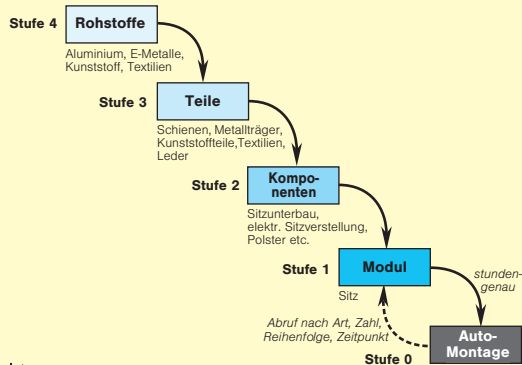 Stufe 4
Rohstoffe
Aluminium, E-Metalle,
Kunststoff, Textilien
Stufe 3
Teile
Schienen, Metallträger,
Kunststoffteile,Textilien,
Leder
Stufe 2
Kompo-
nenten
Sitzunterbau,
elektr. Sitzverstellung,
Polster etc.
Stufe 1
Modul
Sitz
stunden-
genau
Abruf nach Art, Zahl,
Reihenfolge, Zeitpunkt
Auto-
Montage
Stufe 0